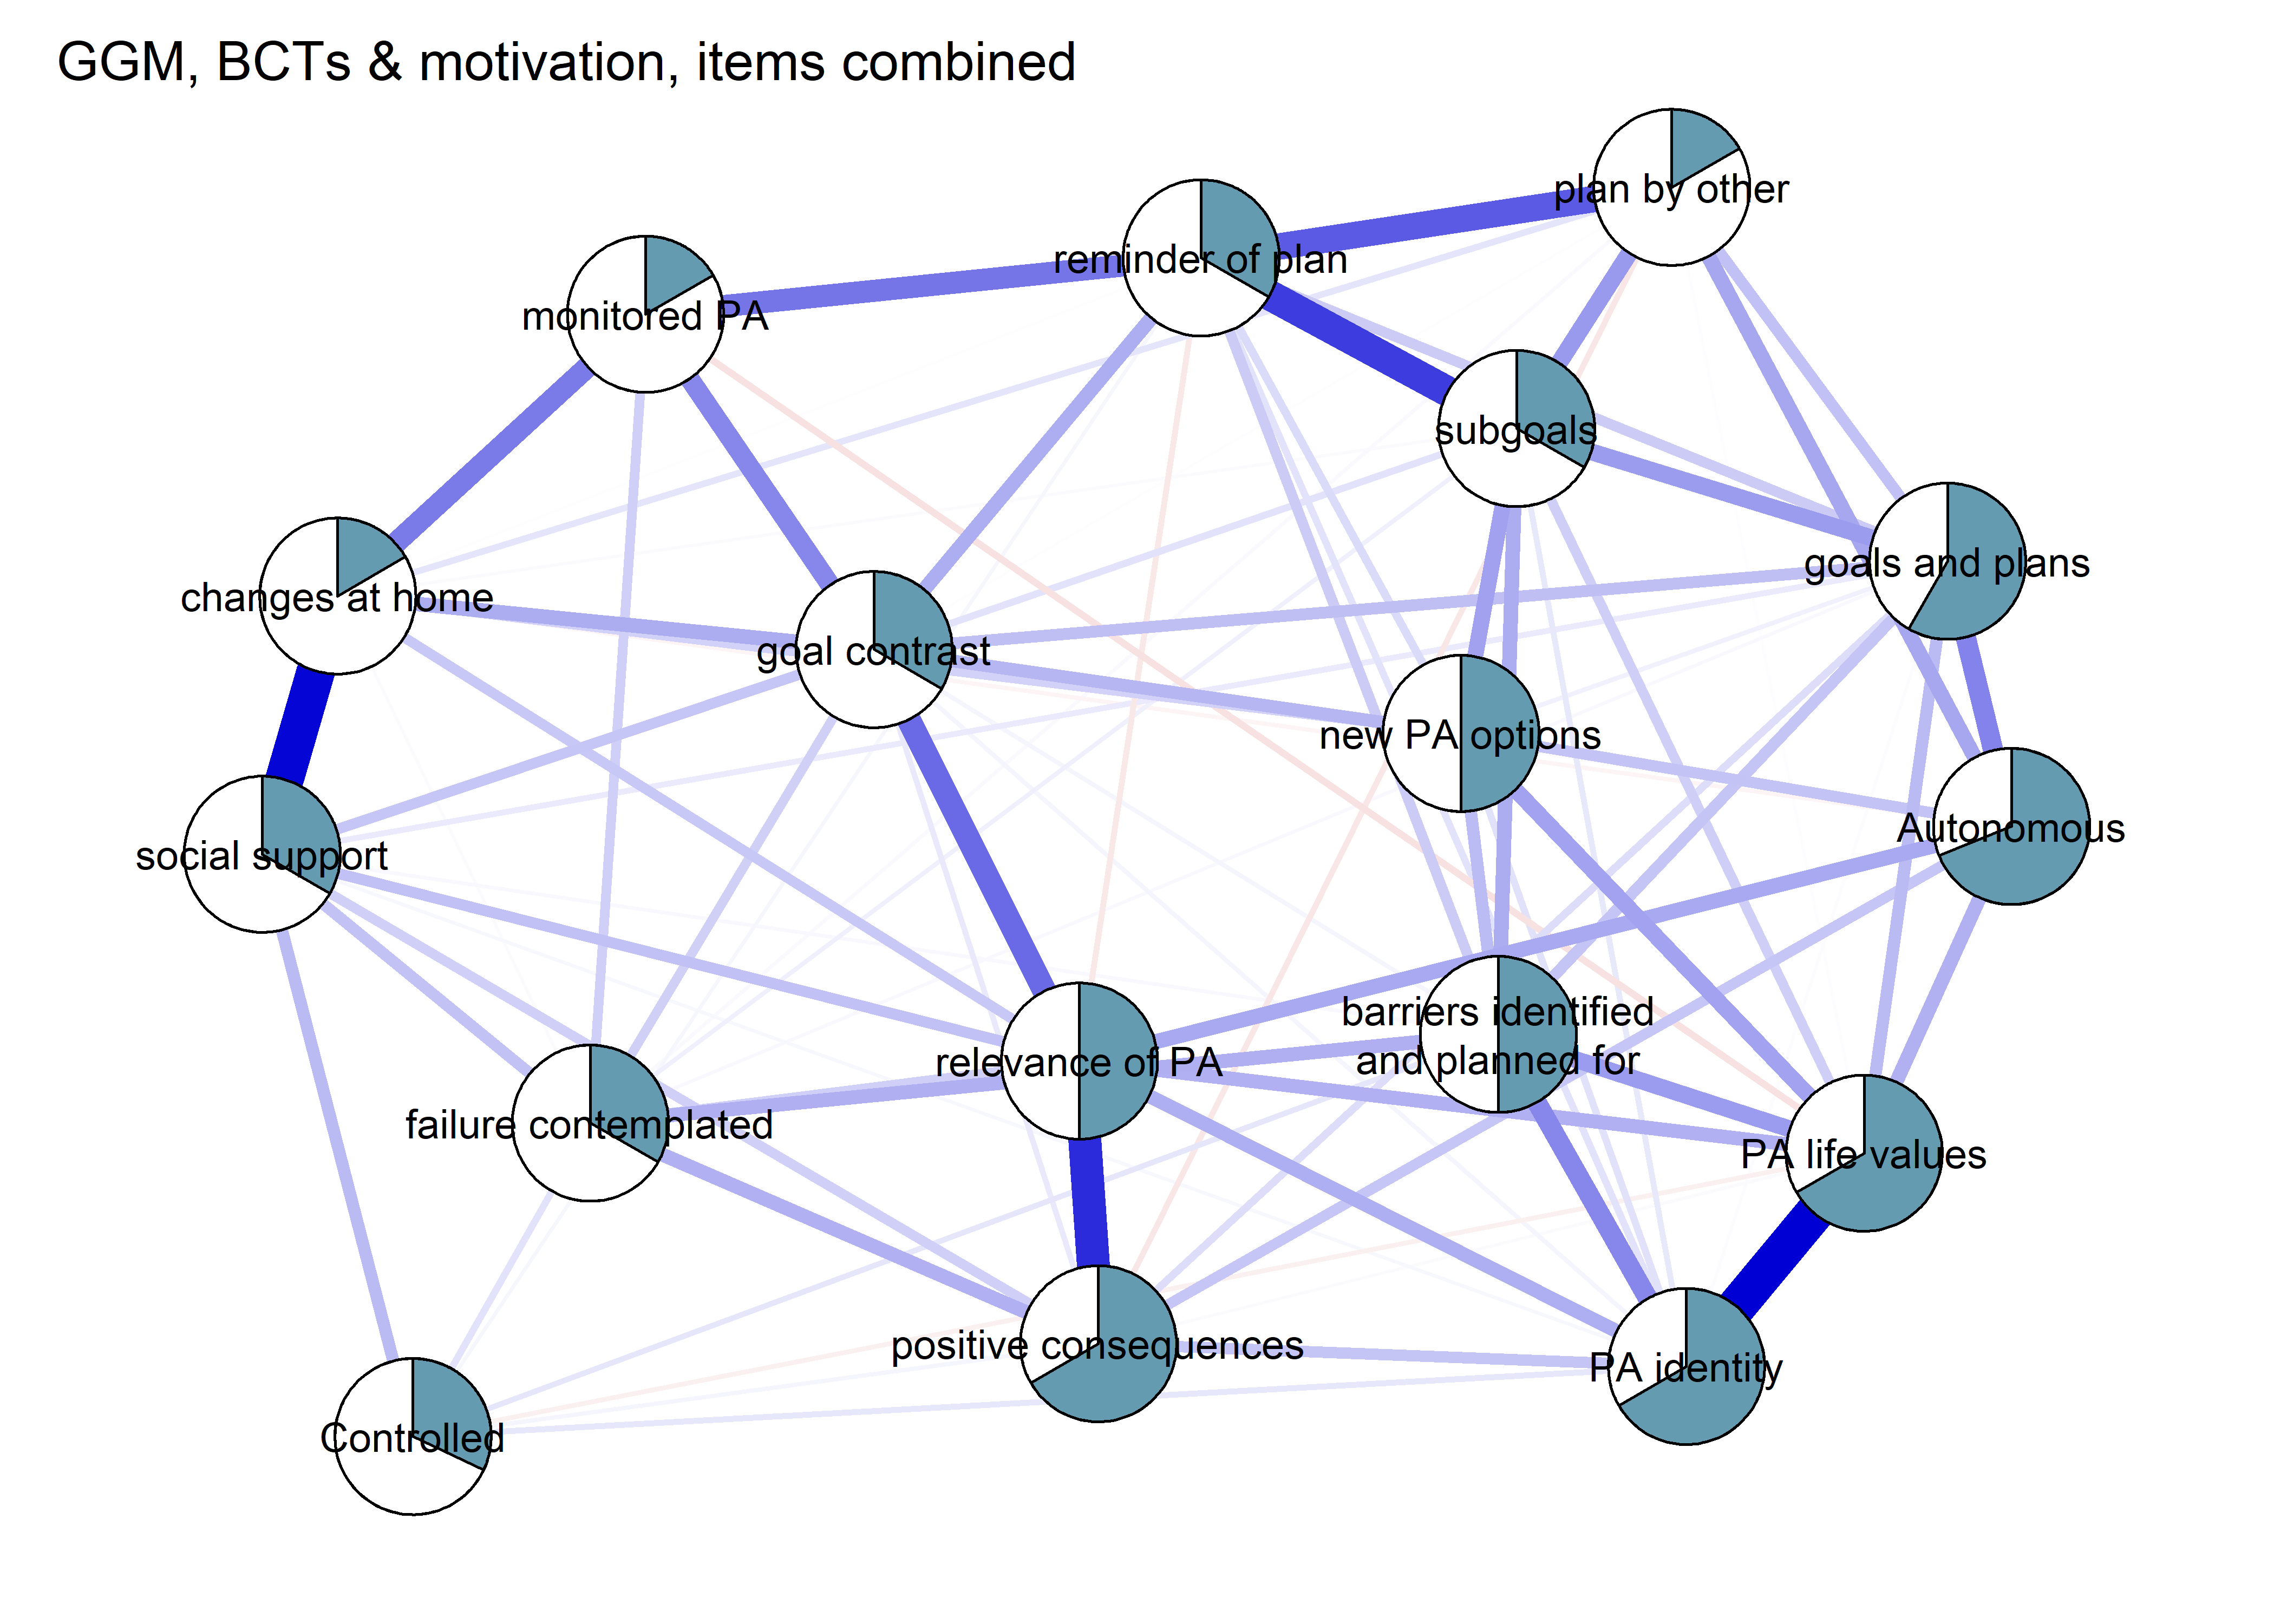 GGM, BCTs & motivation, items combined
plan by other
reminder of plan
monitored PA
subgoals
goals and plans
changes at home
goal contrast
new PA options
Autonomous
social support
barriers identified
and planned for
relevance of PA
failure contemplated
PA life values
positive consequences
PA identity
Controlled